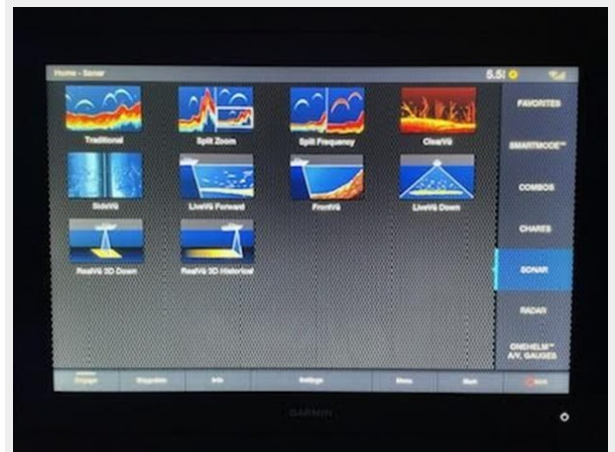 Home - Sonar
5.5
FAVORITES
Traditional
Split Zoom
Split Frequency
ClearVü
SMARTMODE™
SideVü
LiveVü Forward
FrontVü
LiveVü Down
COMBOS
CHARTS
RealVü 3D Down
RealVü 3D Historical
SONAR
RADAR
ONEHELM™
A/V, GAUGES
Engage
Waypoints
Info
Settings
Menu
Mark
GARMIN